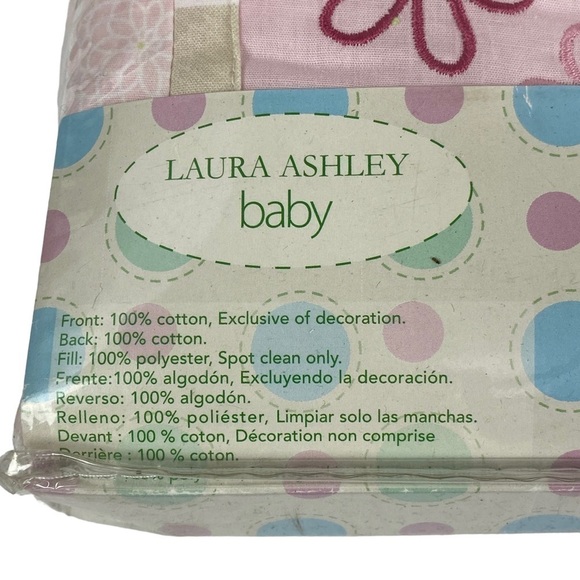 LAURA ASHLEY
baby
Front: 100% cotton, Exclusive of decoration.
Back: 100% cotton.
Fill: 100% polyester, Spot clean only.
Frente:100% algodón, Excluyendo la decoración.
Reverso: 100% algodón.
Relleno: 100% poliéster, Limpiar solo las manchas.
Devant : 100 % coton, Décoration non comprise
Derrière : 100 % coton.